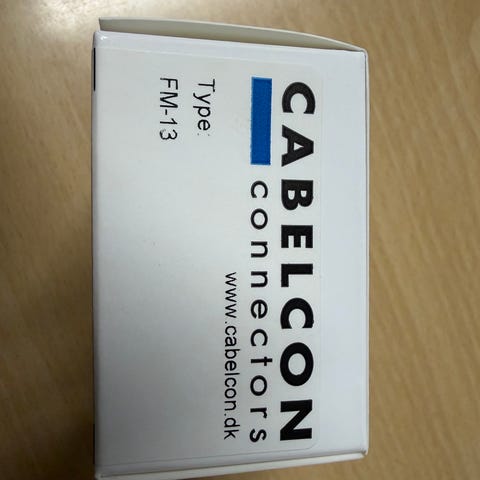 CABELCON
connectors
www.cabelcon.dk
Type:
FM-13